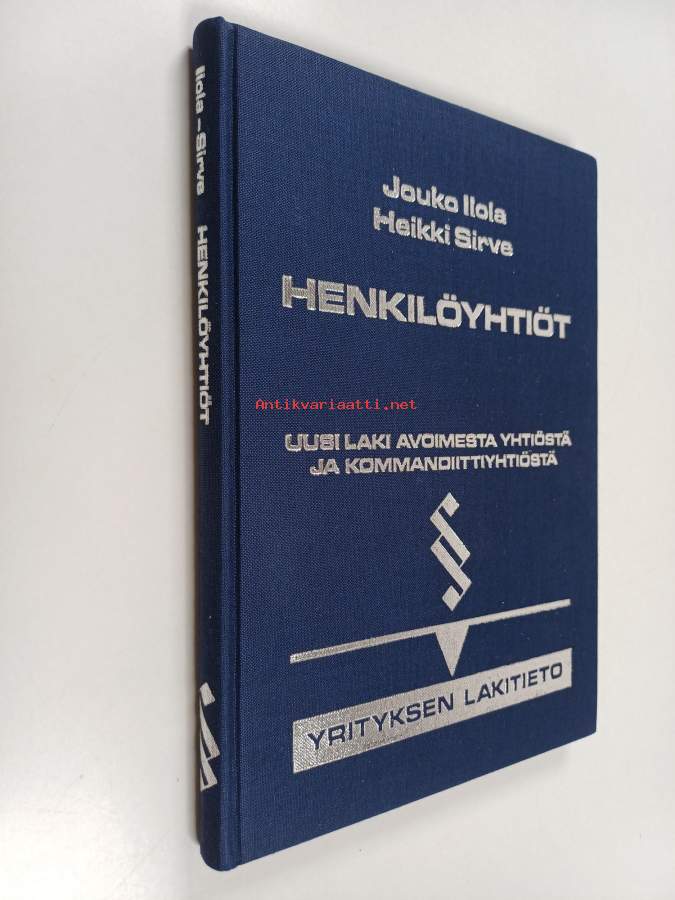 Ilola – Sirve HENKILÖYHTIÖT
Jouko Ilola
Heikki Sirve
HENKILÖYHTIÖT
Antikvariaatti.net
UUSI LAKI AVOIMESTA YHTIÖSTÄ
JA KOMMANDIITTIYHTIÖSTÄ
§
YRITYKSEN LAKITIETO